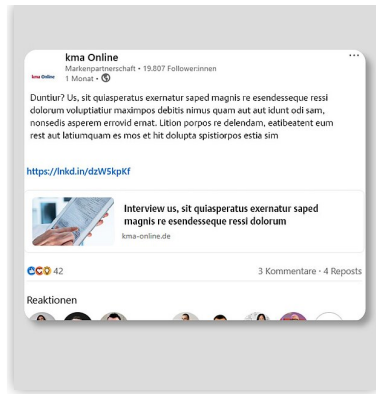 kma Online
kma Online
Markenpartnerschaft • 19.807 Follower:innen
1 Monat •
Duntiur? Us, sit quiasperatus exernatur saped magnis re esendesseque ressi
dolorum voluptiatiur maximpos debitis nimus quam aut aut idunt odi sam,
nonsedis asperem errovid emat. Lition porpos re delendam, eatibeatent eum
rest aut latiumquam es mos et hit dolupta spistiorpos estia sim
https://lnkd.in/dzW5kpKf
Interview us, sit quiasperatus exernatur saped
magnis re esendesseque ressi dolorum
kma-online.de
42
3 Kommentare • 4 Reposts
Reaktionen